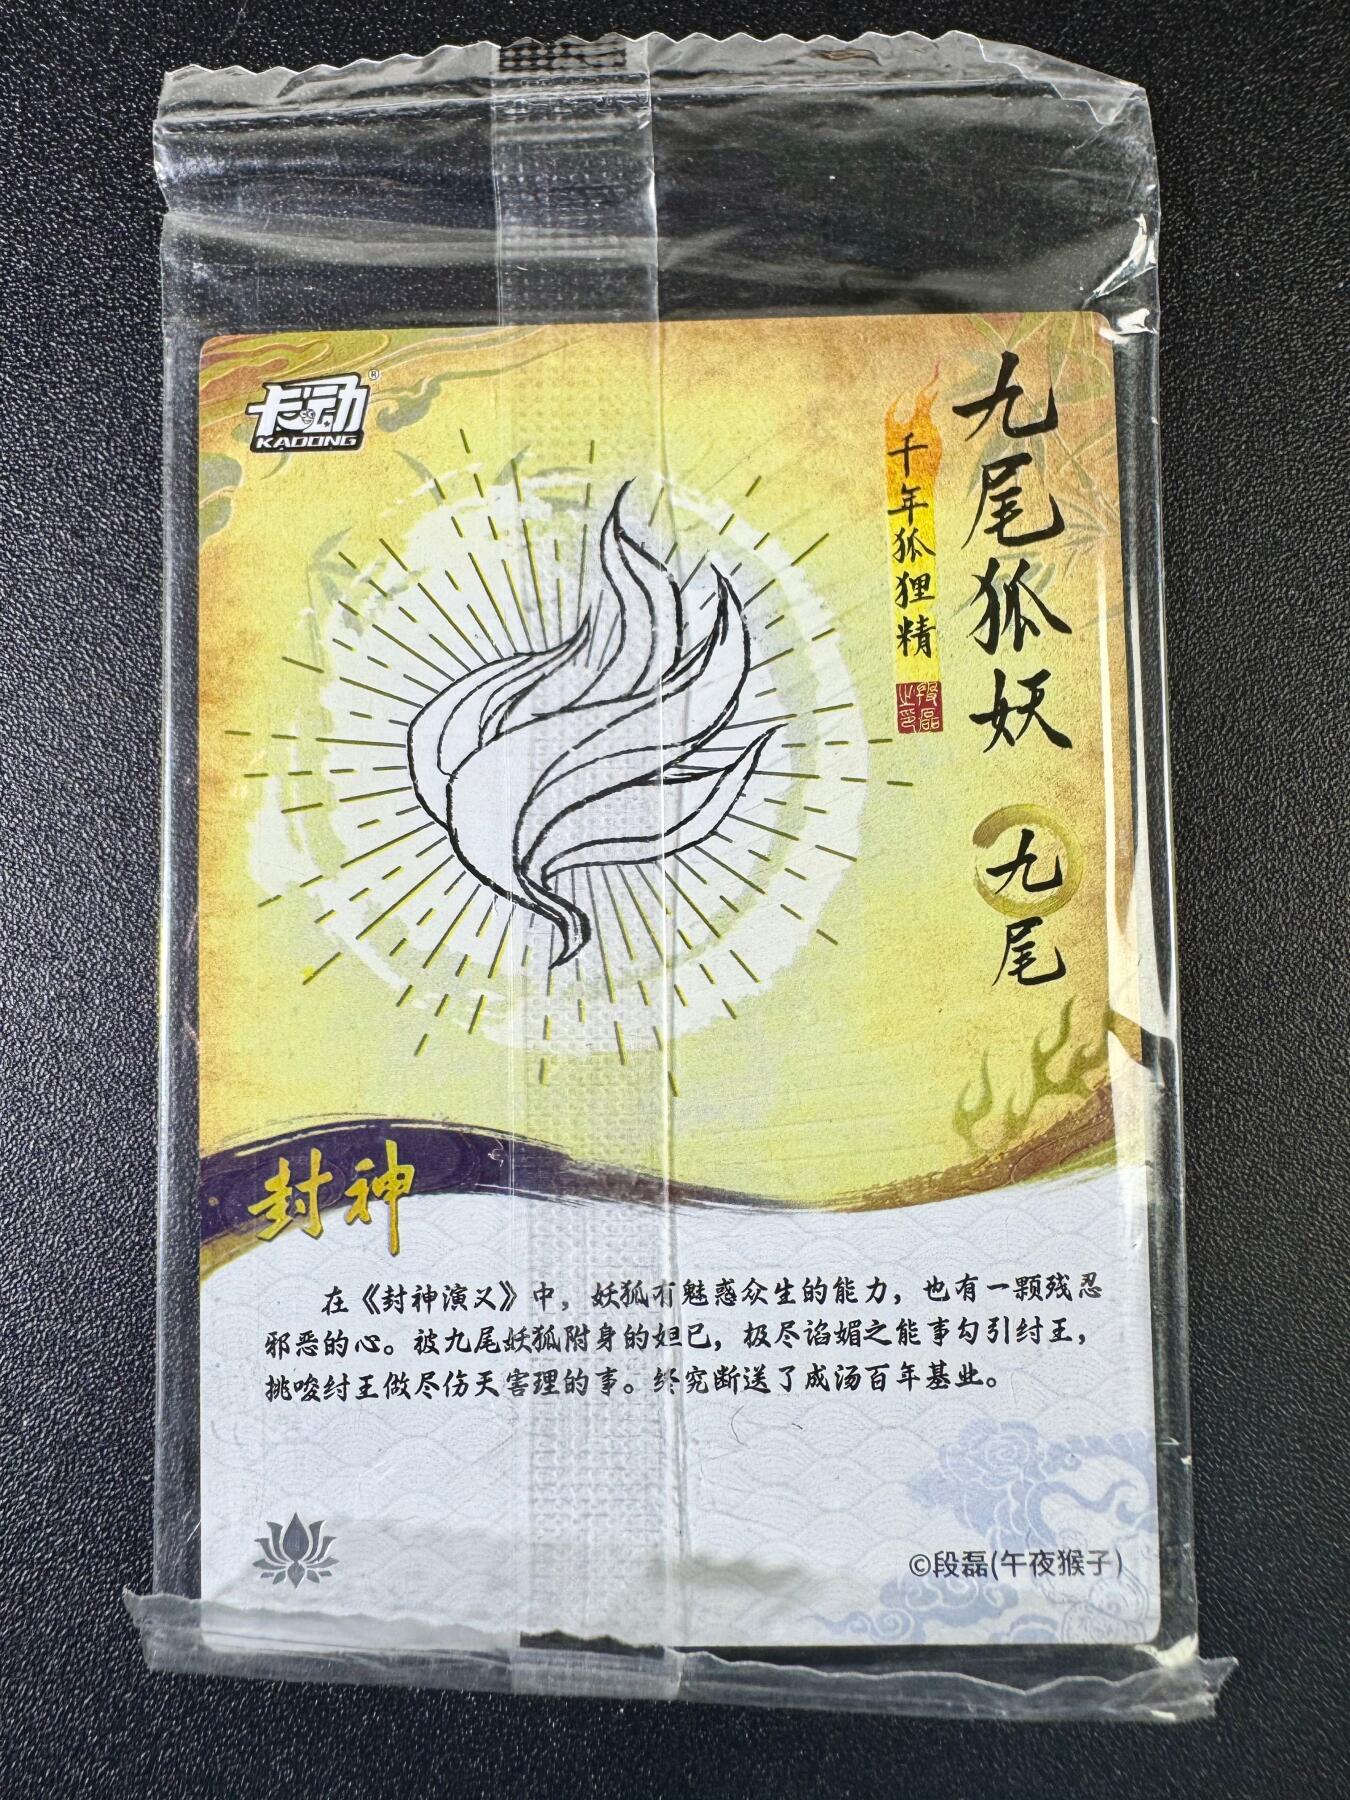 卡动
®
KADONG
九尾狐妖
九尾
千年狐狸精
段磊之印
封神
在《封神演义》中，妖狐有魅惑众生的能力，也有一颗残忍
邪恶的心。被九尾妖狐附身的妲己，极尽谄媚之能事勾引纣王，
挑唆纣王做尽伤天害理的事。终究断送了成汤百年基业。
©段磊(午夜猴子)